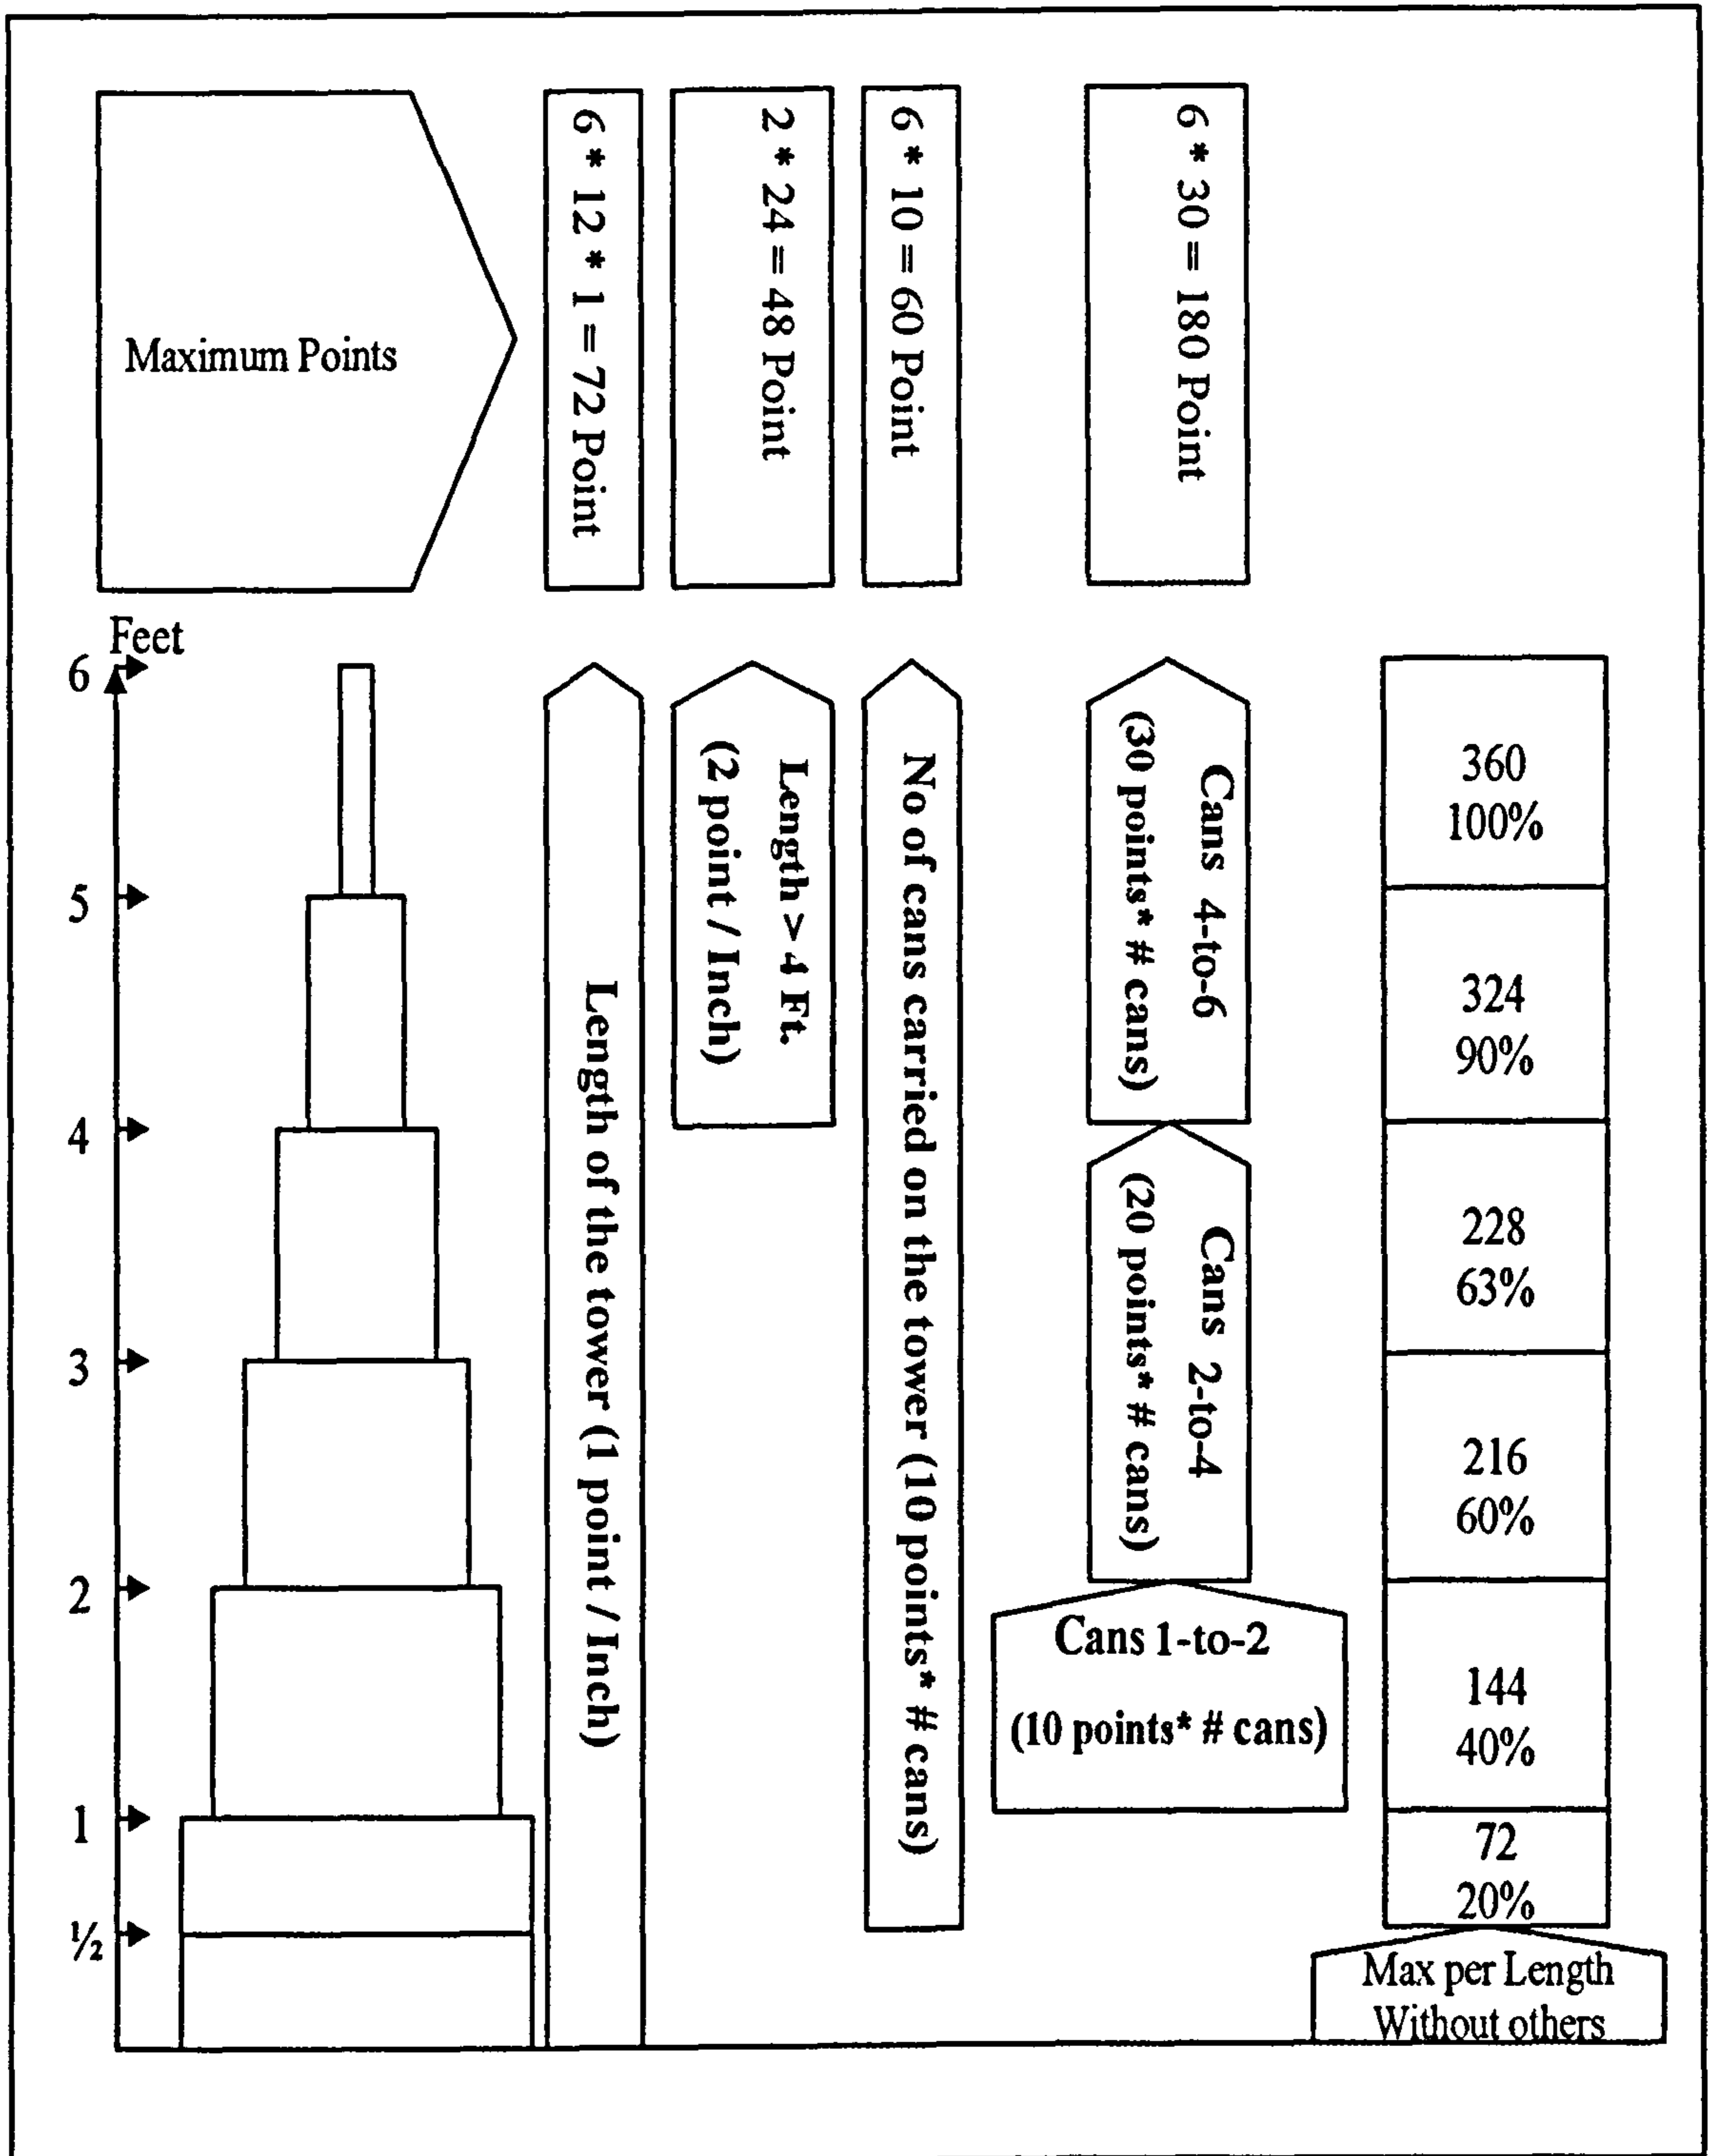 Maximum Points
6 * 12 * 1 = 72 Point
2 * 24 = 48 Point
6 * 10 = 60 Point
6 * 30 = 180 Point
Feet
6
5
4
3
2
1
½
Length of the tower (1 point / Inch)
Length > 4 Ft.
(2 point / Inch)
No of cans carried on the tower (10 points* # cans)
Cans 4-to-6
(30 points* # cans)
Cans 2-to-4
(20 points* # cans)
Cans 1-to-2
(10 points* # cans)
360
100%
324
90%
228
63%
216
60%
144
40%
72
20%
Max per Length
Without others